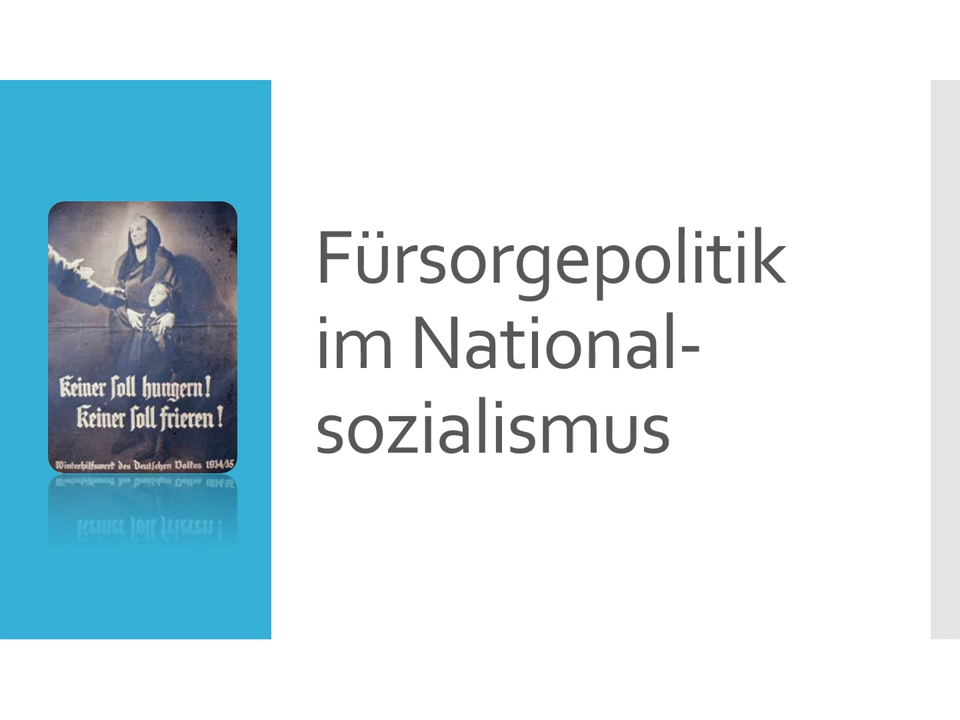 Keiner soll hungern!
Keiner soll frieren!
Winterhilfswerk des Deutschen Volkes 1934/35
Fürsorgepolitik
im National-
sozialismus